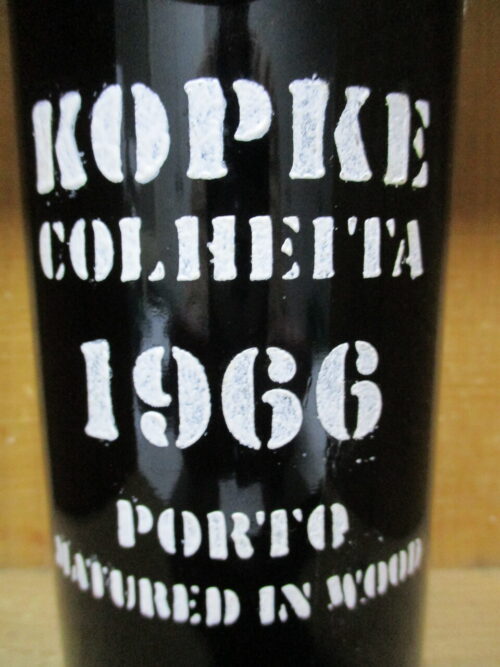 KOPKE
COLHEITA
1966
PORTO
MATURED IN WOOD